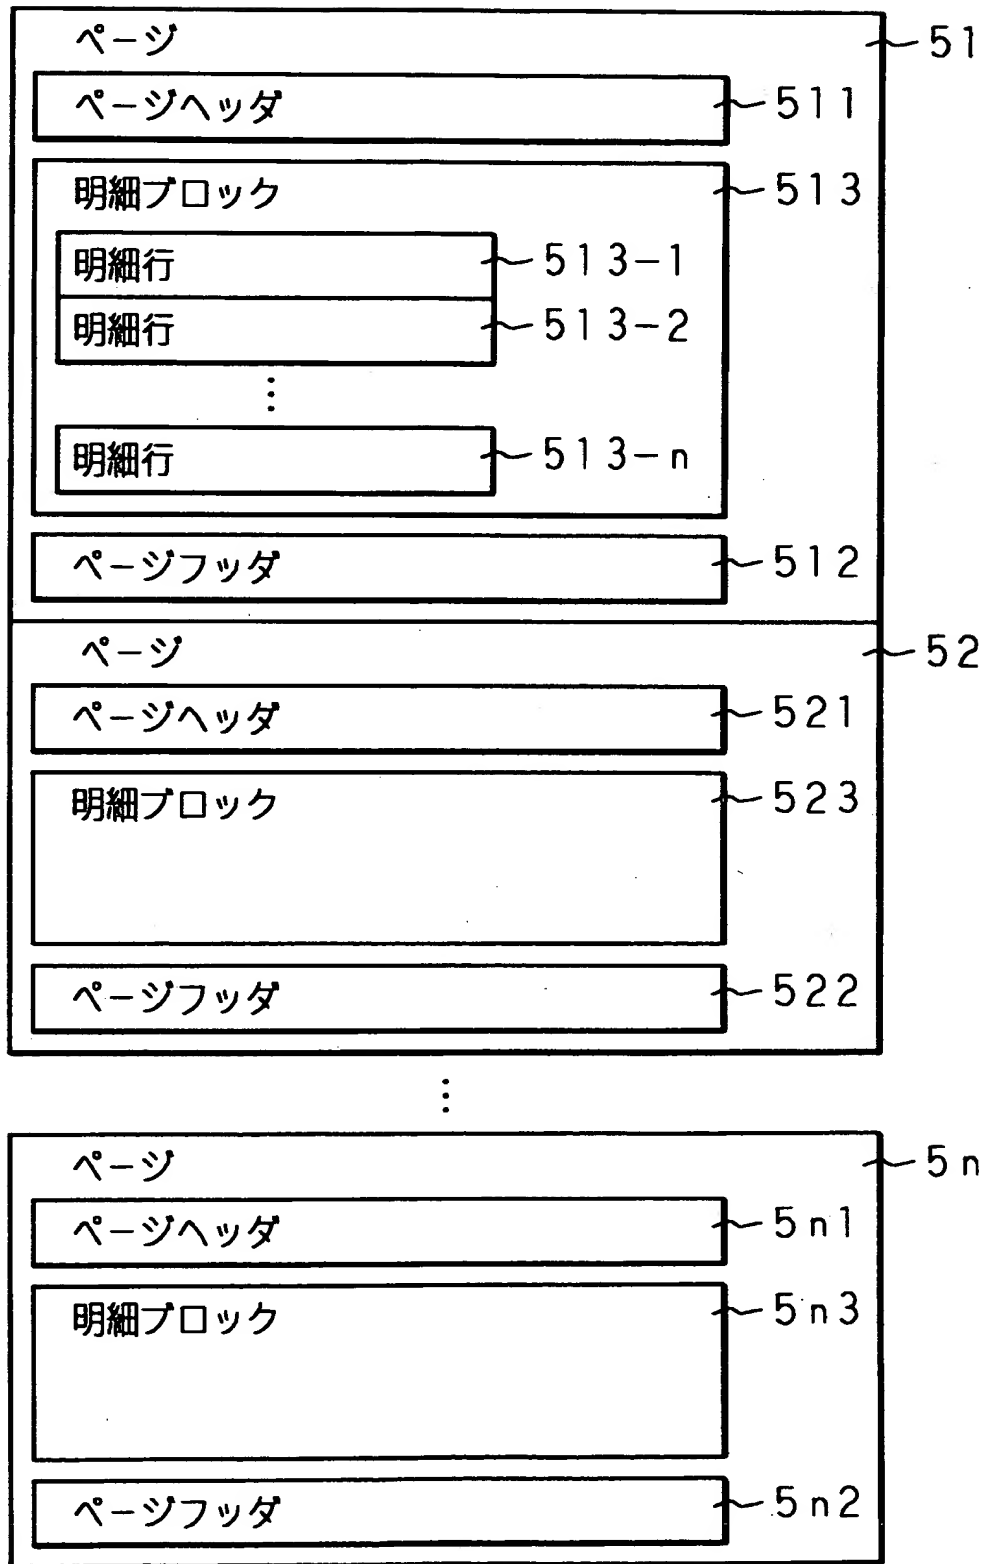 ページ 51
ページヘッダ 511
明細ブロック 513
明細行 513-1
明細行 513-2
⋮
明細行 513-n
ページフッダ 512
ページ 52
ページヘッダ 521
明細ブロック 523
ページフッダ 522
⋮
ページ 5n
ページヘッダ 5n1
明細ブロック 5n3
ページフッダ 5n2